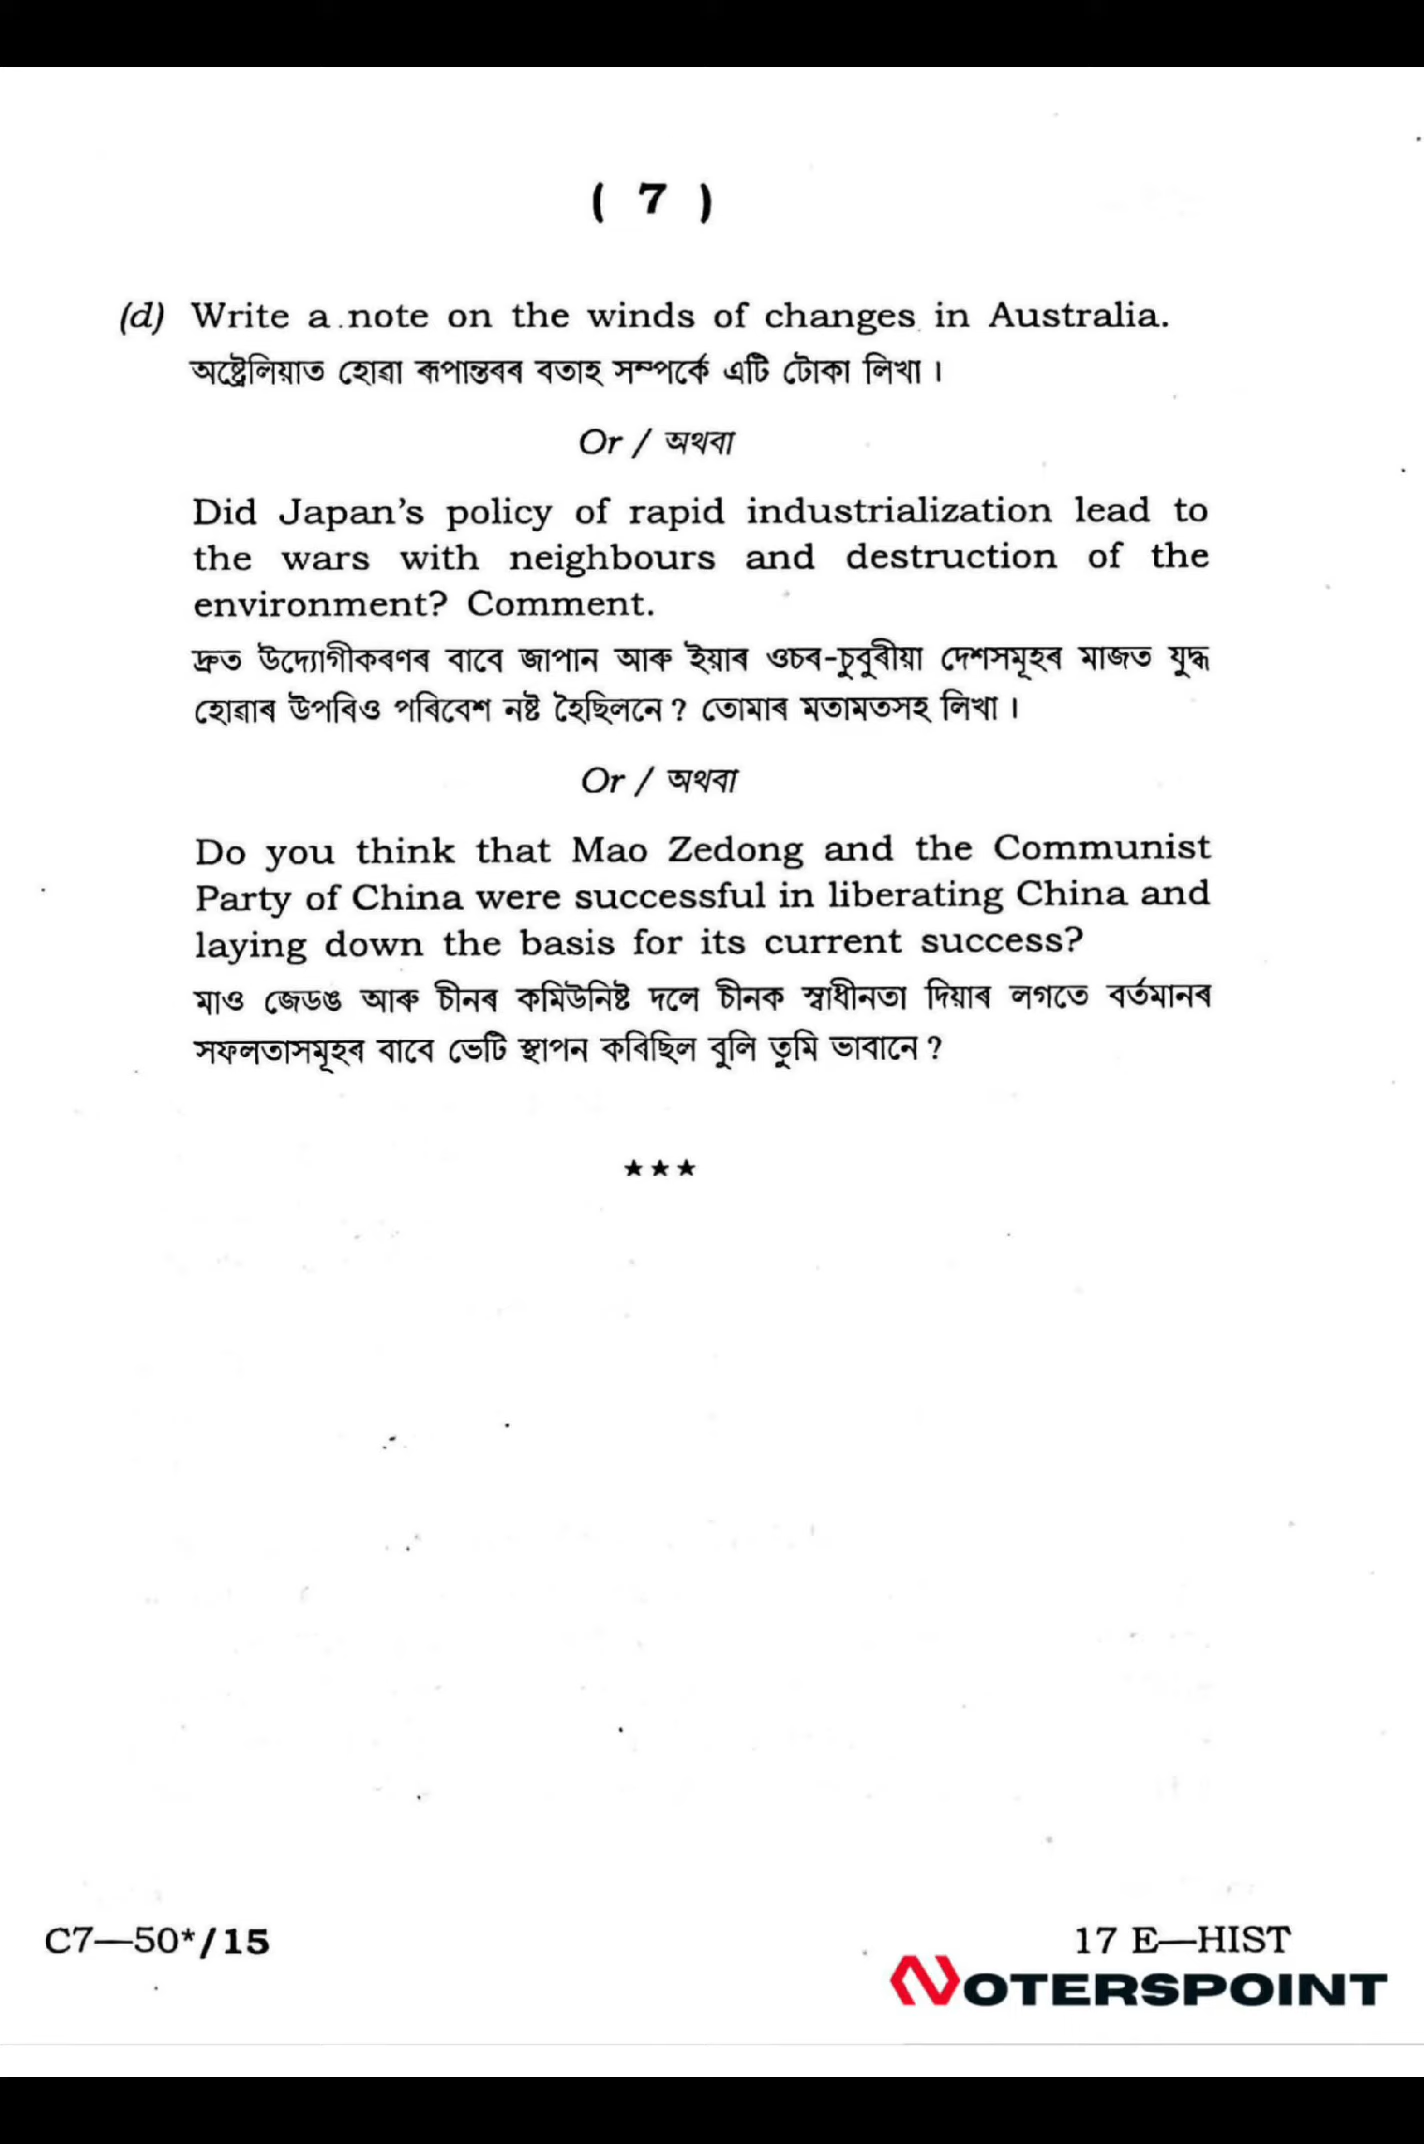 ( 7 )
(d) Write a note on the winds of changes in Australia.
অষ্ট্ৰেলিয়াত হোৱা ৰূপান্তৰৰ বতাহ সম্পৰ্কে এটি টোকা লিখা ।
Or / অথবা
Did Japan’s policy of rapid industrialization lead to
the wars with neighbours and destruction of the
environment? Comment.
দ্ৰুত উদ্যোগীকৰণৰ বাবে জাপান আৰু ইয়াৰ ওচৰ-চুবুৰীয়া দেশসমূহৰ মাজত যুদ্ধ
হোৱাৰ উপৰিও পৰিবেশ নষ্ট হৈছিলনে ? তোমাৰ মতামতসহ লিখা ।
Or / অথবা
Do you think that Mao Zedong and the Communist
Party of China were successful in liberating China and
laying down the basis for its current success?
মাও জেডঙ আৰু চীনৰ কমিউনিষ্ট দলে চীনক স্বাধীনতা দিয়াৰ লগতে বৰ্তমানৰ
সফলতাসমূহৰ বাবে ভেটি স্থাপন কৰিছিল বুলি তুমি ভাবানে ?
★★★
C7—50*/15
17 E—HIST
NOTERSPOINT